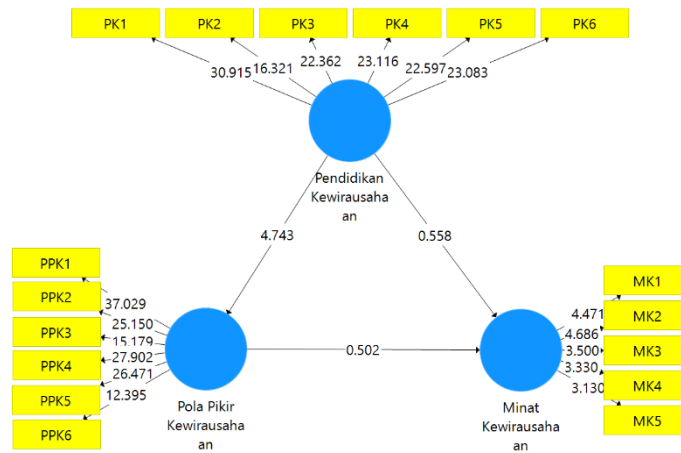 PK1 PK2 PK3 PK4 PK5 PK6
30.915 16.321 22.362 23.116 22.597 23.083
Pendidikan
Kewirausaha
an
4.743 0.558
PPK1
PPK2
PPK3
PPK4
PPK5
PPK6
37.029
25.150
15.179
27.902
26.471
12.395
Pola Pikir
Kewirausaha
an
0.502
Minat
Kewirausaha
an
4.471
4.686
3.500
3.330
3.130
MK1
MK2
MK3
MK4
MK5